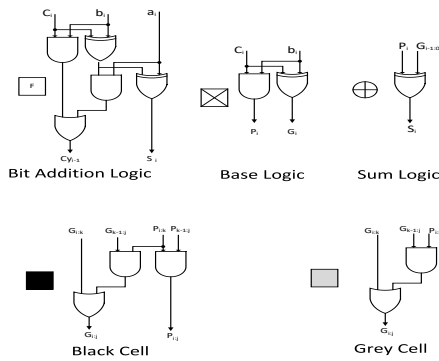 Ci bi ai
F
Cyi-1 Si
Bit Addition Logic
Ci bi
Pi Gi
Base Logic
Pi Gi-1:0
Si
Sum Logic
Gi:k Gk-1:j Pi:k Pk-1:j
Gi:j Pi:j
Black Cell
Gi:k Gk-1:j Pi:
Gi:j
Grey Cell